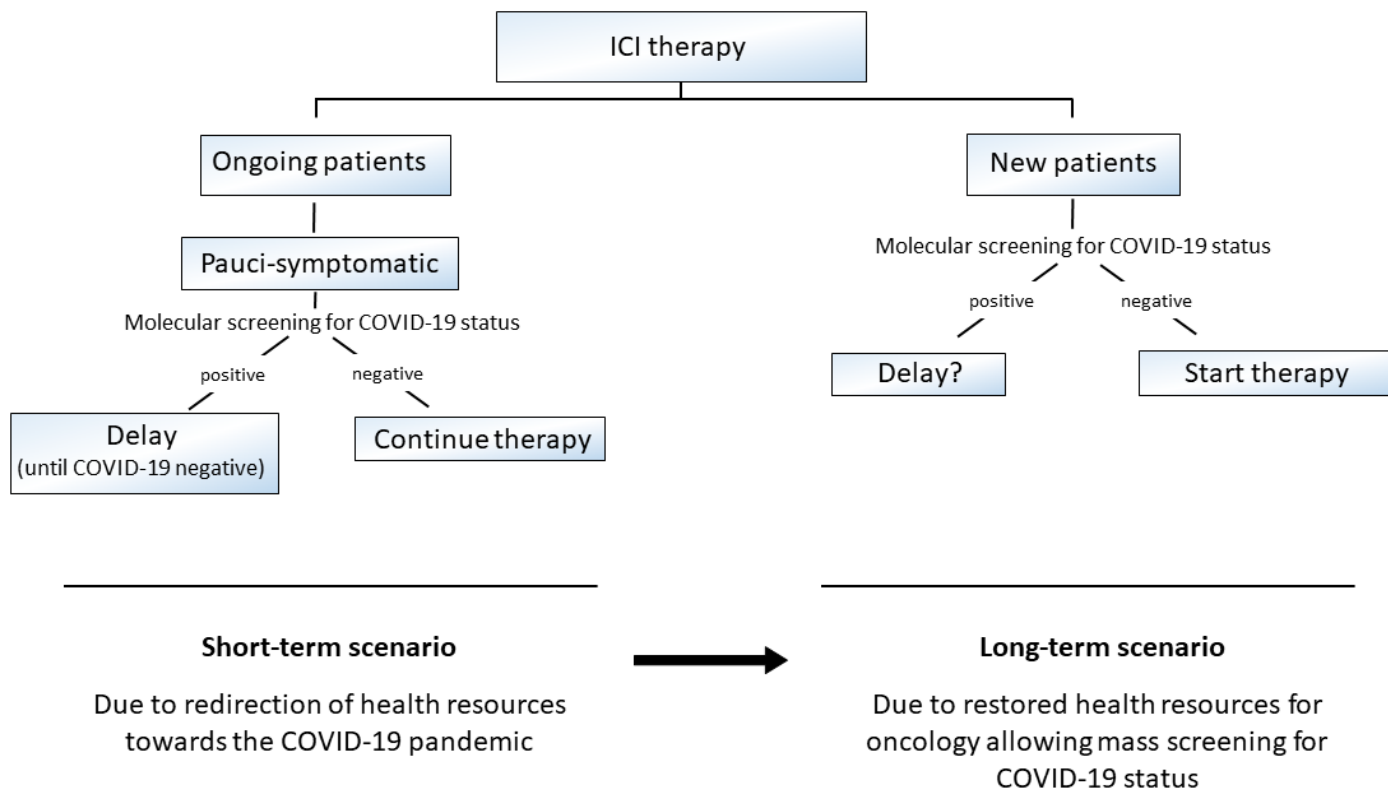 ICI therapy
Ongoing patients
New patients
Pauci-symptomatic
Molecular screening for COVID-19 status
Molecular screening for COVID-19 status
positive
negative
positive
negative
Delay
(until COVID-19 negative)
Continue therapy
Delay?
Start therapy
Short-term scenario
Due to redirection of health resources
towards the COVID-19 pandemic
Long-term scenario
Due to restored health resources for
oncology allowing mass screening for
COVID-19 status